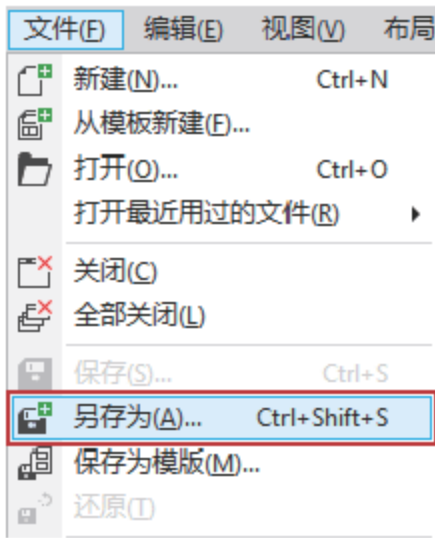 文件(F) 编辑(E) 视图(V) 布局
新建(N)... Ctrl+N
从模板新建(F)...
打开(O)... Ctrl+O
打开最近用过的文件(R)
关闭(C)
全部关闭(L)
保存(S)... Ctrl+S
另存为(A)... Ctrl+Shift+S
保存为模版(M)...
还原(T)